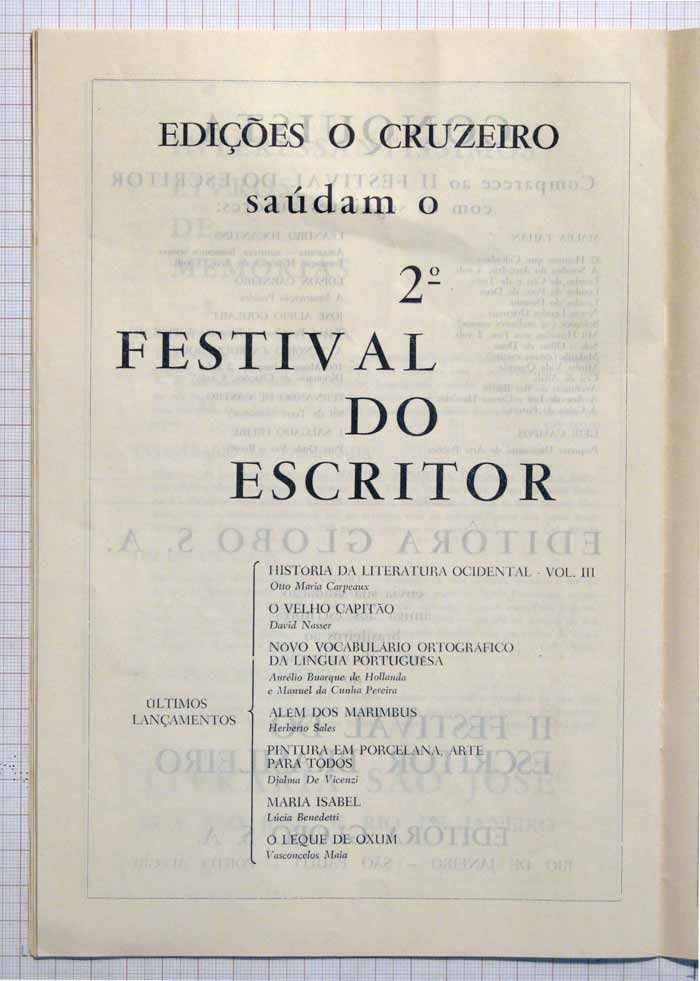 EDIÇÕES O CRUZEIRO
saúdam o
2º
FESTIVAL
DO
ESCRITOR
ÚLTIMOS
LANÇAMENTOS
HISTORIA DA LITERATURA OCIDENTAL - VOL. III
Otto Maria Carpeaux
O VELHO CAPITÃO
David Nasser
NOVO VOCABULÁRIO ORTOGRÁFICO
DA LÍNGUA PORTUGUÊSA
Aurélio Buarque de Hollanda
e Manuel da Cunha Pereira
ALÉM DOS MARIMBUS
Herberto Sales
PINTURA EM PORCELANA, ARTE
PARA TODOS
Djalma De Vicenzi
MARIA ISABEL
Lúcia Benedetti
O LEQUE DE OXUM
Vasconcelos Maia